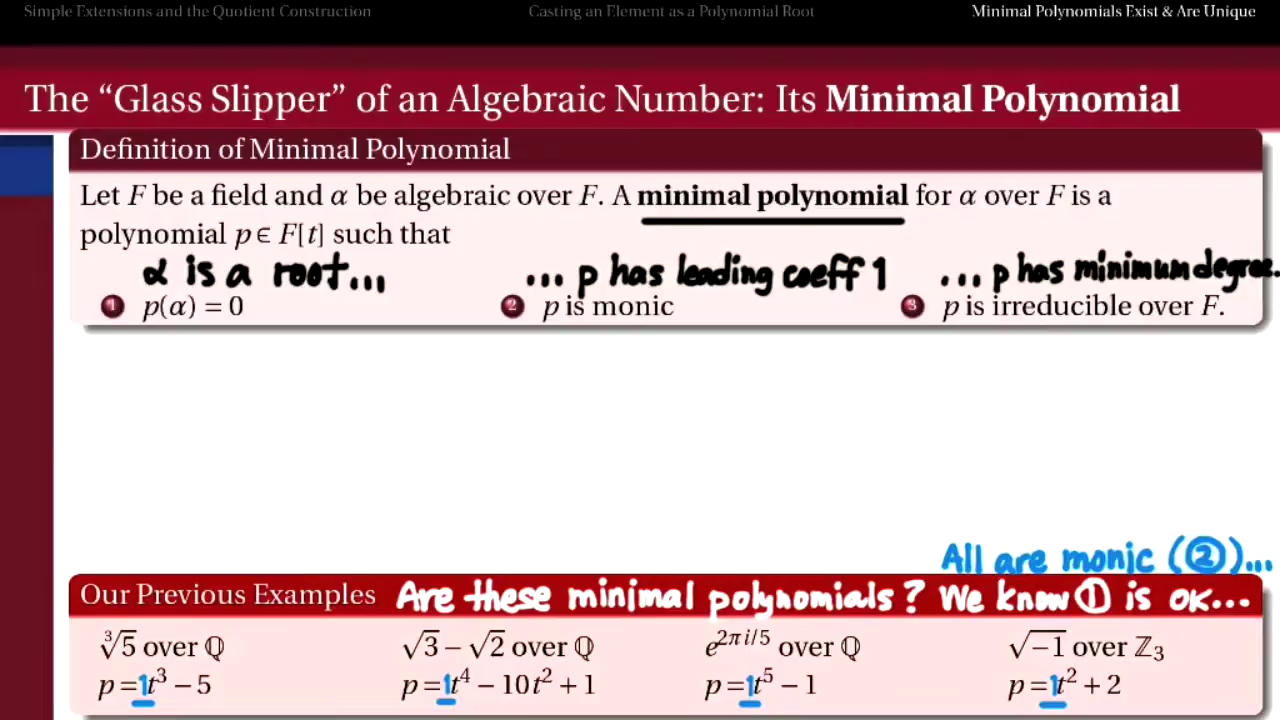 Simple Extensions and the Quotient Construction Casting an Element as a Polynomial Root Minimal Polynomials Exist & Are Unique
The “Glass Slipper” of an Algebraic Number: Its Minimal Polynomial
Definition of Minimal Polynomial
Let F be a field and α be algebraic over F. A minimal polynomial for α over F is a
polynomial p ∈ F[t] such that
α is a root... ... p has leading coeff 1 ... p has minimum degree.
1 p(α) = 0 2 p is monic 3 p is irreducible over F.
All are monic (②)...
Our Previous Examples Are these minimal polynomials? We know ① is OK...
∛5 over ℚ √3 − √2 over ℚ e^{2πi/5} over ℚ √−1 over ℤ₃
p = 1t³ − 5 p = 1t⁴ − 10t² + 1 p = 1t⁵ − 1 p = 1t² + 2